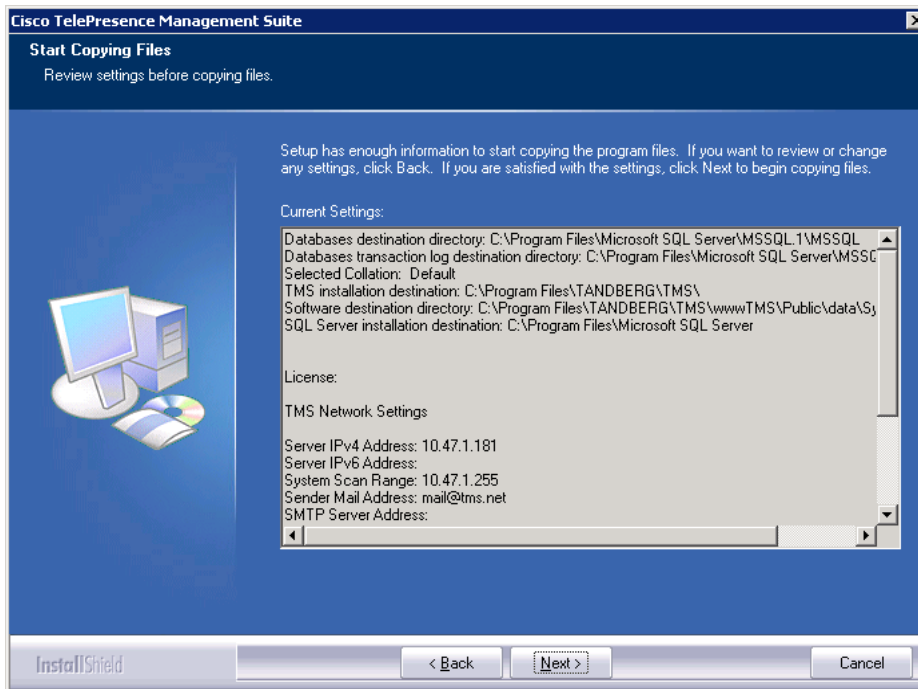 Cisco TelePresence Management Suite
Start Copying Files
Review settings before copying files.
Setup has enough information to start copying the program files. If you want to review or change
any settings, click Back. If you are satisfied with the settings, click Next to begin copying files.
Current Settings:
Databases destination directory: C:\Program Files\Microsoft SQL Server\MSSQL.1\MSSQL
Databases transaction log destination directory: C:\Program Files\Microsoft SQL Server\MSSQ
Selected Collation: Default
TMS installation destination: C:\Program Files\TANDBERG\TMS\
Software destination directory: C:\Program Files\TANDBERG\TMS\wwwTMS\Public\data\Sy
SQL Server installation destination: C:\Program Files\Microsoft SQL Server
License:
TMS Network Settings
Server IPv4 Address: 10.47.1.181
Server IPv6 Address:
System Scan Range: 10.47.1.255
Sender Mail Address: mail@tms.net
SMTP Server Address:
InstallShield
< Back
Next >
Cancel